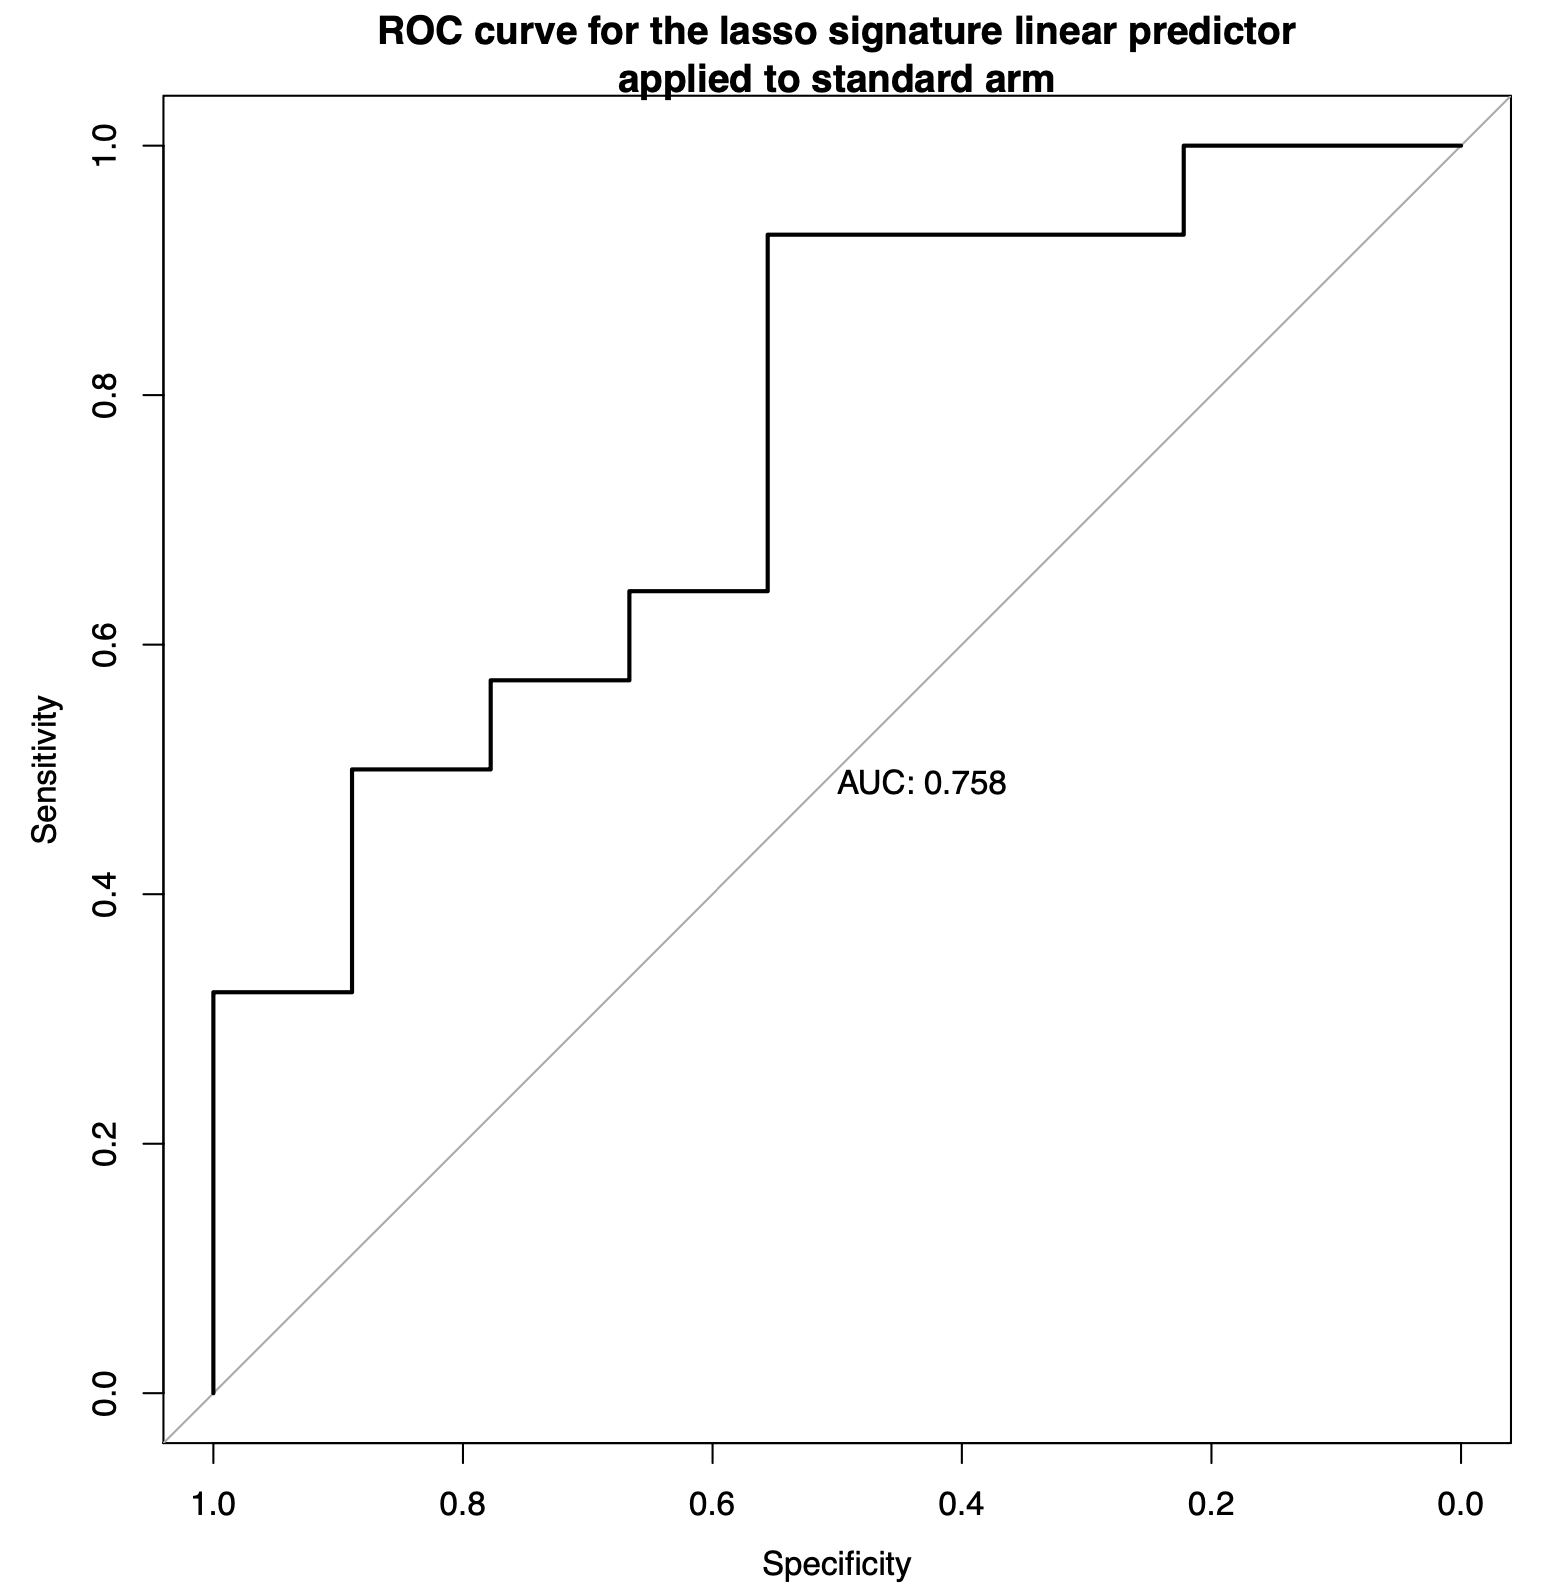 ROC curve for the lasso signature linear predictor
applied to standard arm
1.0
0.8
0.6
0.4
0.2
0.0
Sensitivity
AUC: 0.758
1.0 0.8 0.6 0.4 0.2 0.0
Specificity